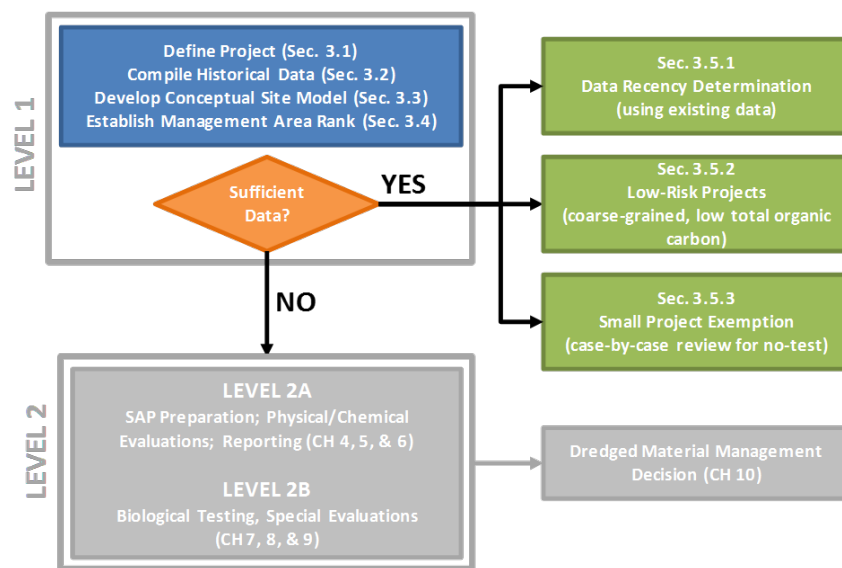 LEVEL 1
Define Project (Sec. 3.1)
Compile Historical Data (Sec. 3.2)
Develop Conceptual Site Model (Sec. 3.3)
Establish Management Area Rank (Sec. 3.4)
Sufficient
Data?
YES
NO
Sec. 3.5.1
Data Recency Determination
(using existing data)
Sec. 3.5.2
Low-Risk Projects
(coarse-grained, low total organic
carbon)
Sec. 3.5.3
Small Project Exemption
(case-by-case review for no-test)
LEVEL 2
LEVEL 2A
SAP Preparation; Physical/Chemical
Evaluations; Reporting (CH 4, 5, & 6)
LEVEL 2B
Biological Testing, Special Evaluations
(CH 7, 8, & 9)
Dredged Material Management
Decision (CH 10)